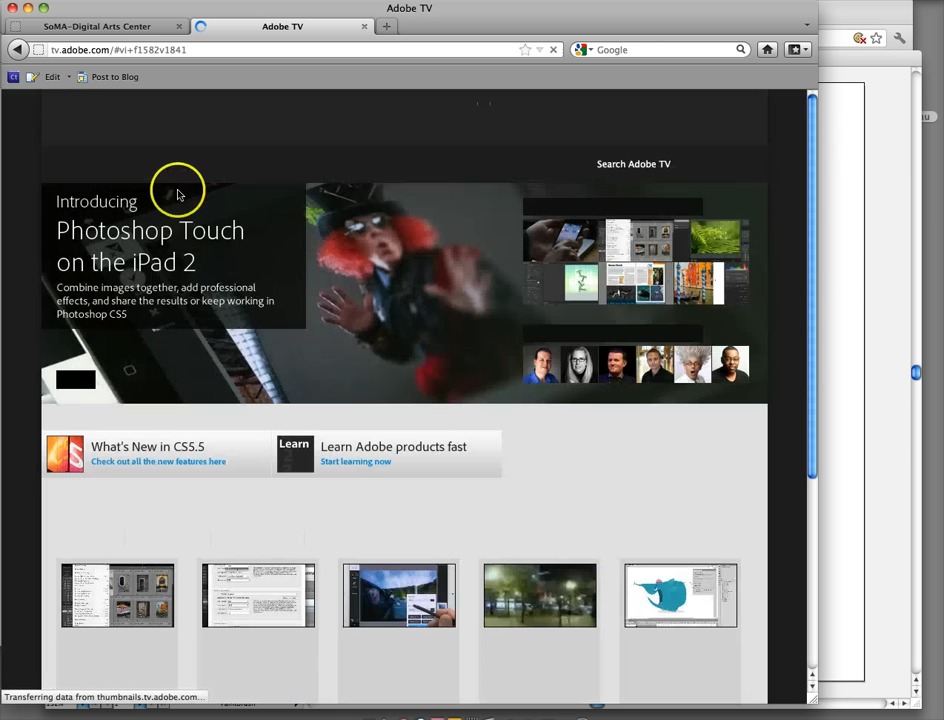 Adobe TV
SoMA-Digital Arts Center
Adobe TV
tv.adobe.com/#vi+f1582v1841
Google
Edit
Post to Blog
Search Adobe TV
Introducing
Photoshop Touch
on the iPad 2
Combine images together, add professional
effects, and share the results or keep working in
Photoshop CS5
What's New in CS5.5
Check out all the new features here
Learn
Learn Adobe products fast
Start learning now
Transferring data from thumbnails.tv.adobe.com...